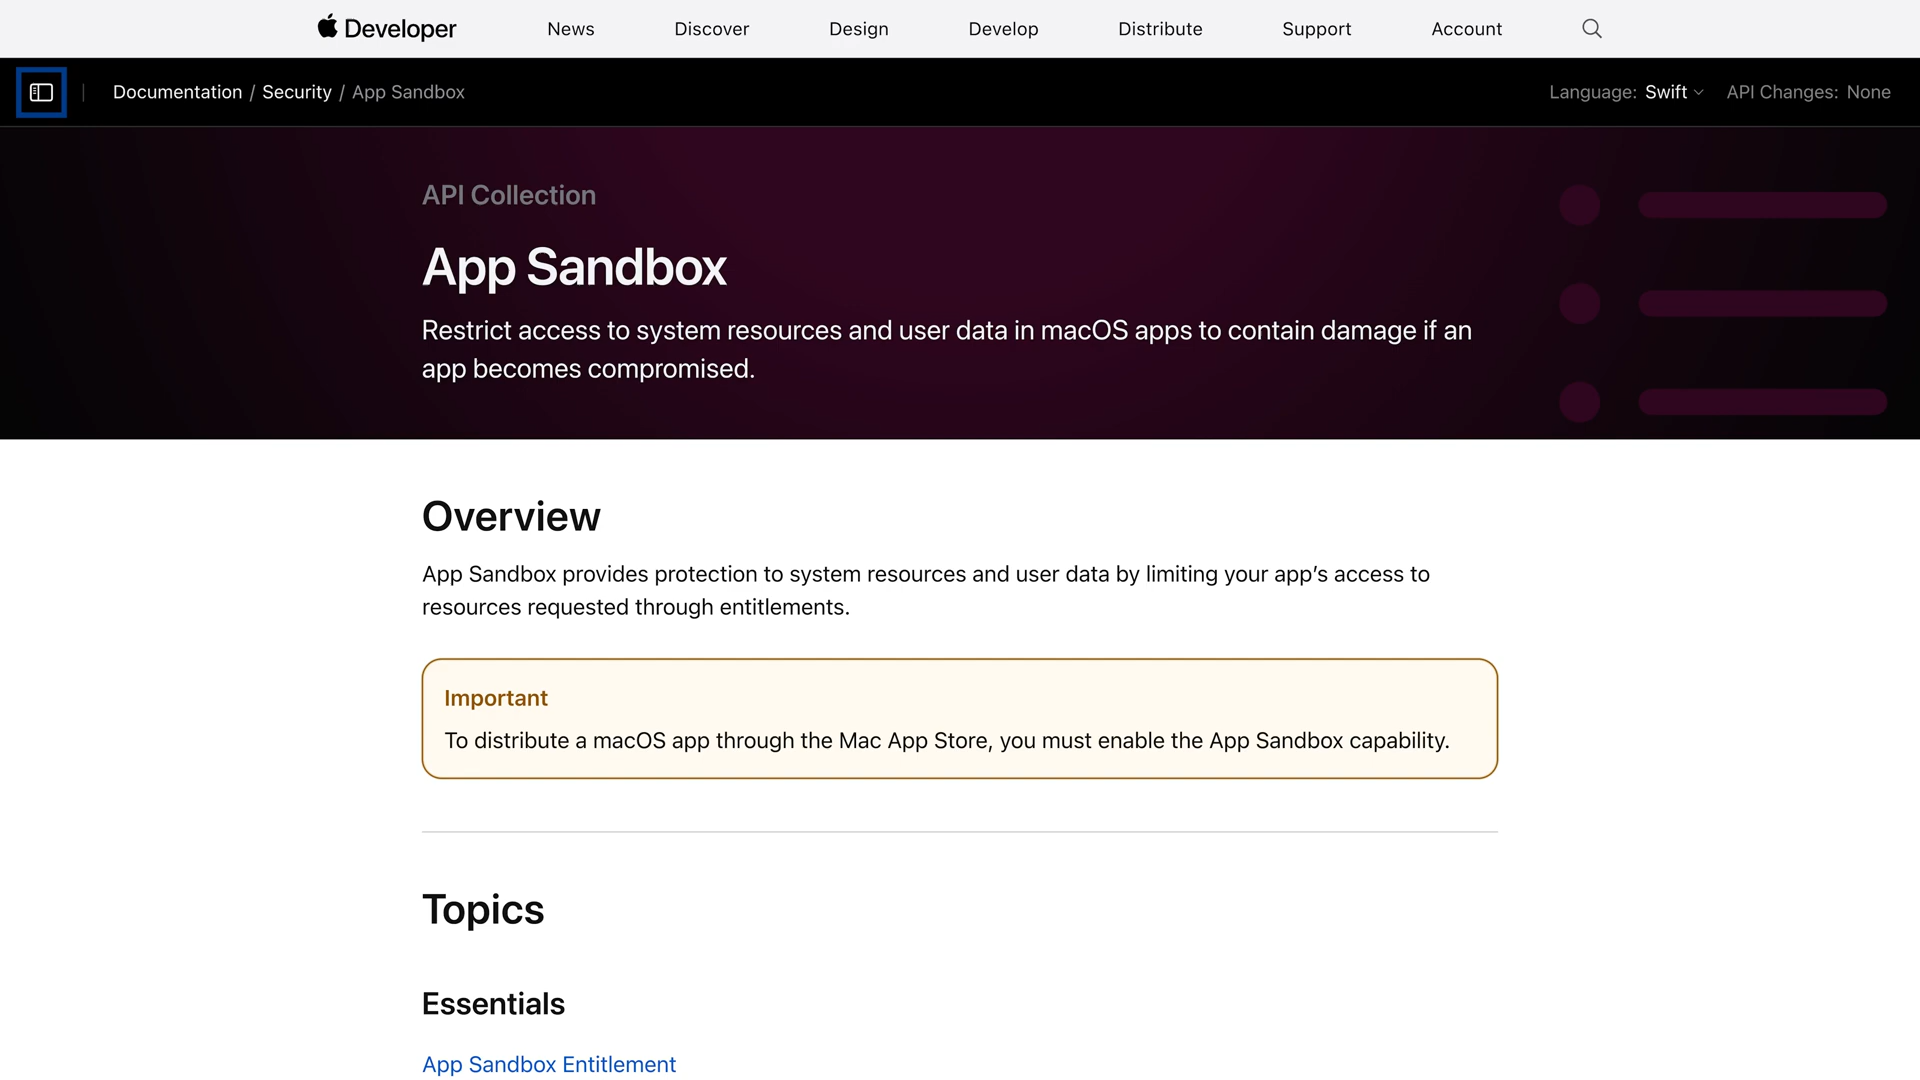 Developer
News
Discover
Design
Develop
Distribute
Support
Account
Documentation / Security / App Sandbox
Language: Swift
API Changes: None
API Collection
App Sandbox
Restrict access to system resources and user data in macOS apps to contain damage if an
app becomes compromised.
Overview
App Sandbox provides protection to system resources and user data by limiting your app’s access to
resources requested through entitlements.
Important
To distribute a macOS app through the Mac App Store, you must enable the App Sandbox capability.
Topics
Essentials
App Sandbox Entitlement